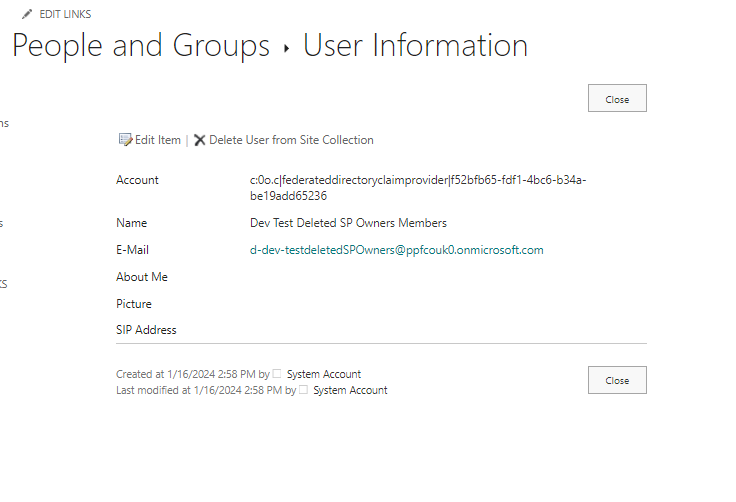 EDIT LINKS
People and Groups ▸ User Information
Close
ns
Edit Item | Delete User from Site Collection
Account c:0o.c|federateddirectoryclaimprovider|f52bfb65-fdf1-4bc6-b34a-
be19add65236
s
Name Dev Test Deleted SP Owners Members
E-Mail d-dev-testdeletedSPOwners@ppfcouk0.onmicrosoft.com
About Me
KS
Picture
SIP Address
Created at 1/16/2024 2:58 PM by System Account
Close
Last modified at 1/16/2024 2:58 PM by System Account